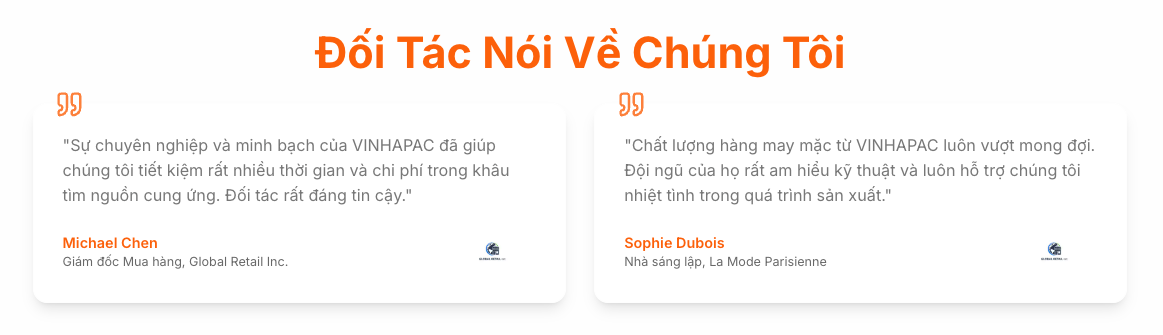 Đối Tác Nói Về Chúng Tôi
"Sự chuyên nghiệp và minh bạch của VINHAPAC đã giúp
chúng tôi tiết kiệm rất nhiều thời gian và chi phí trong khâu
tìm nguồn cung ứng. Đối tác rất đáng tin cậy."
Michael Chen
Giám đốc Mua hàng, Global Retail Inc.
"Chất lượng hàng may mặc từ VINHAPAC luôn vượt mong đợi.
Đội ngũ của họ rất am hiểu kỹ thuật và luôn hỗ trợ chúng tôi
nhiệt tình trong quá trình sản xuất."
Sophie Dubois
Nhà sáng lập, La Mode Parisienne